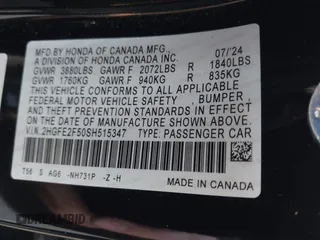 MFD. BY HONDA OF CANADA MFG., 07/'24
A DIVISION OF HONDA CANADA INC.
GVWR 3880LBS GAWR F 2072LBS R 1840LBS
GVWR 1760KG GAWR F 940KG R 835KG
THIS VEHICLE CONFORMS TO ALL APPLICABLE
FEDERAL MOTOR VEHICLE SAFETY, BUMPER,
AND THEFT PREVENTION STANDARDS IN EFFECT
ON THE DATE OF MANUFACTURE SHOWN ABOVE.
V.I.N. 2HGFE2F50SH515347 TYPE: PASSENGER CAR
T56 S AG6 -NH731P -Z -H
MADE IN CANADA